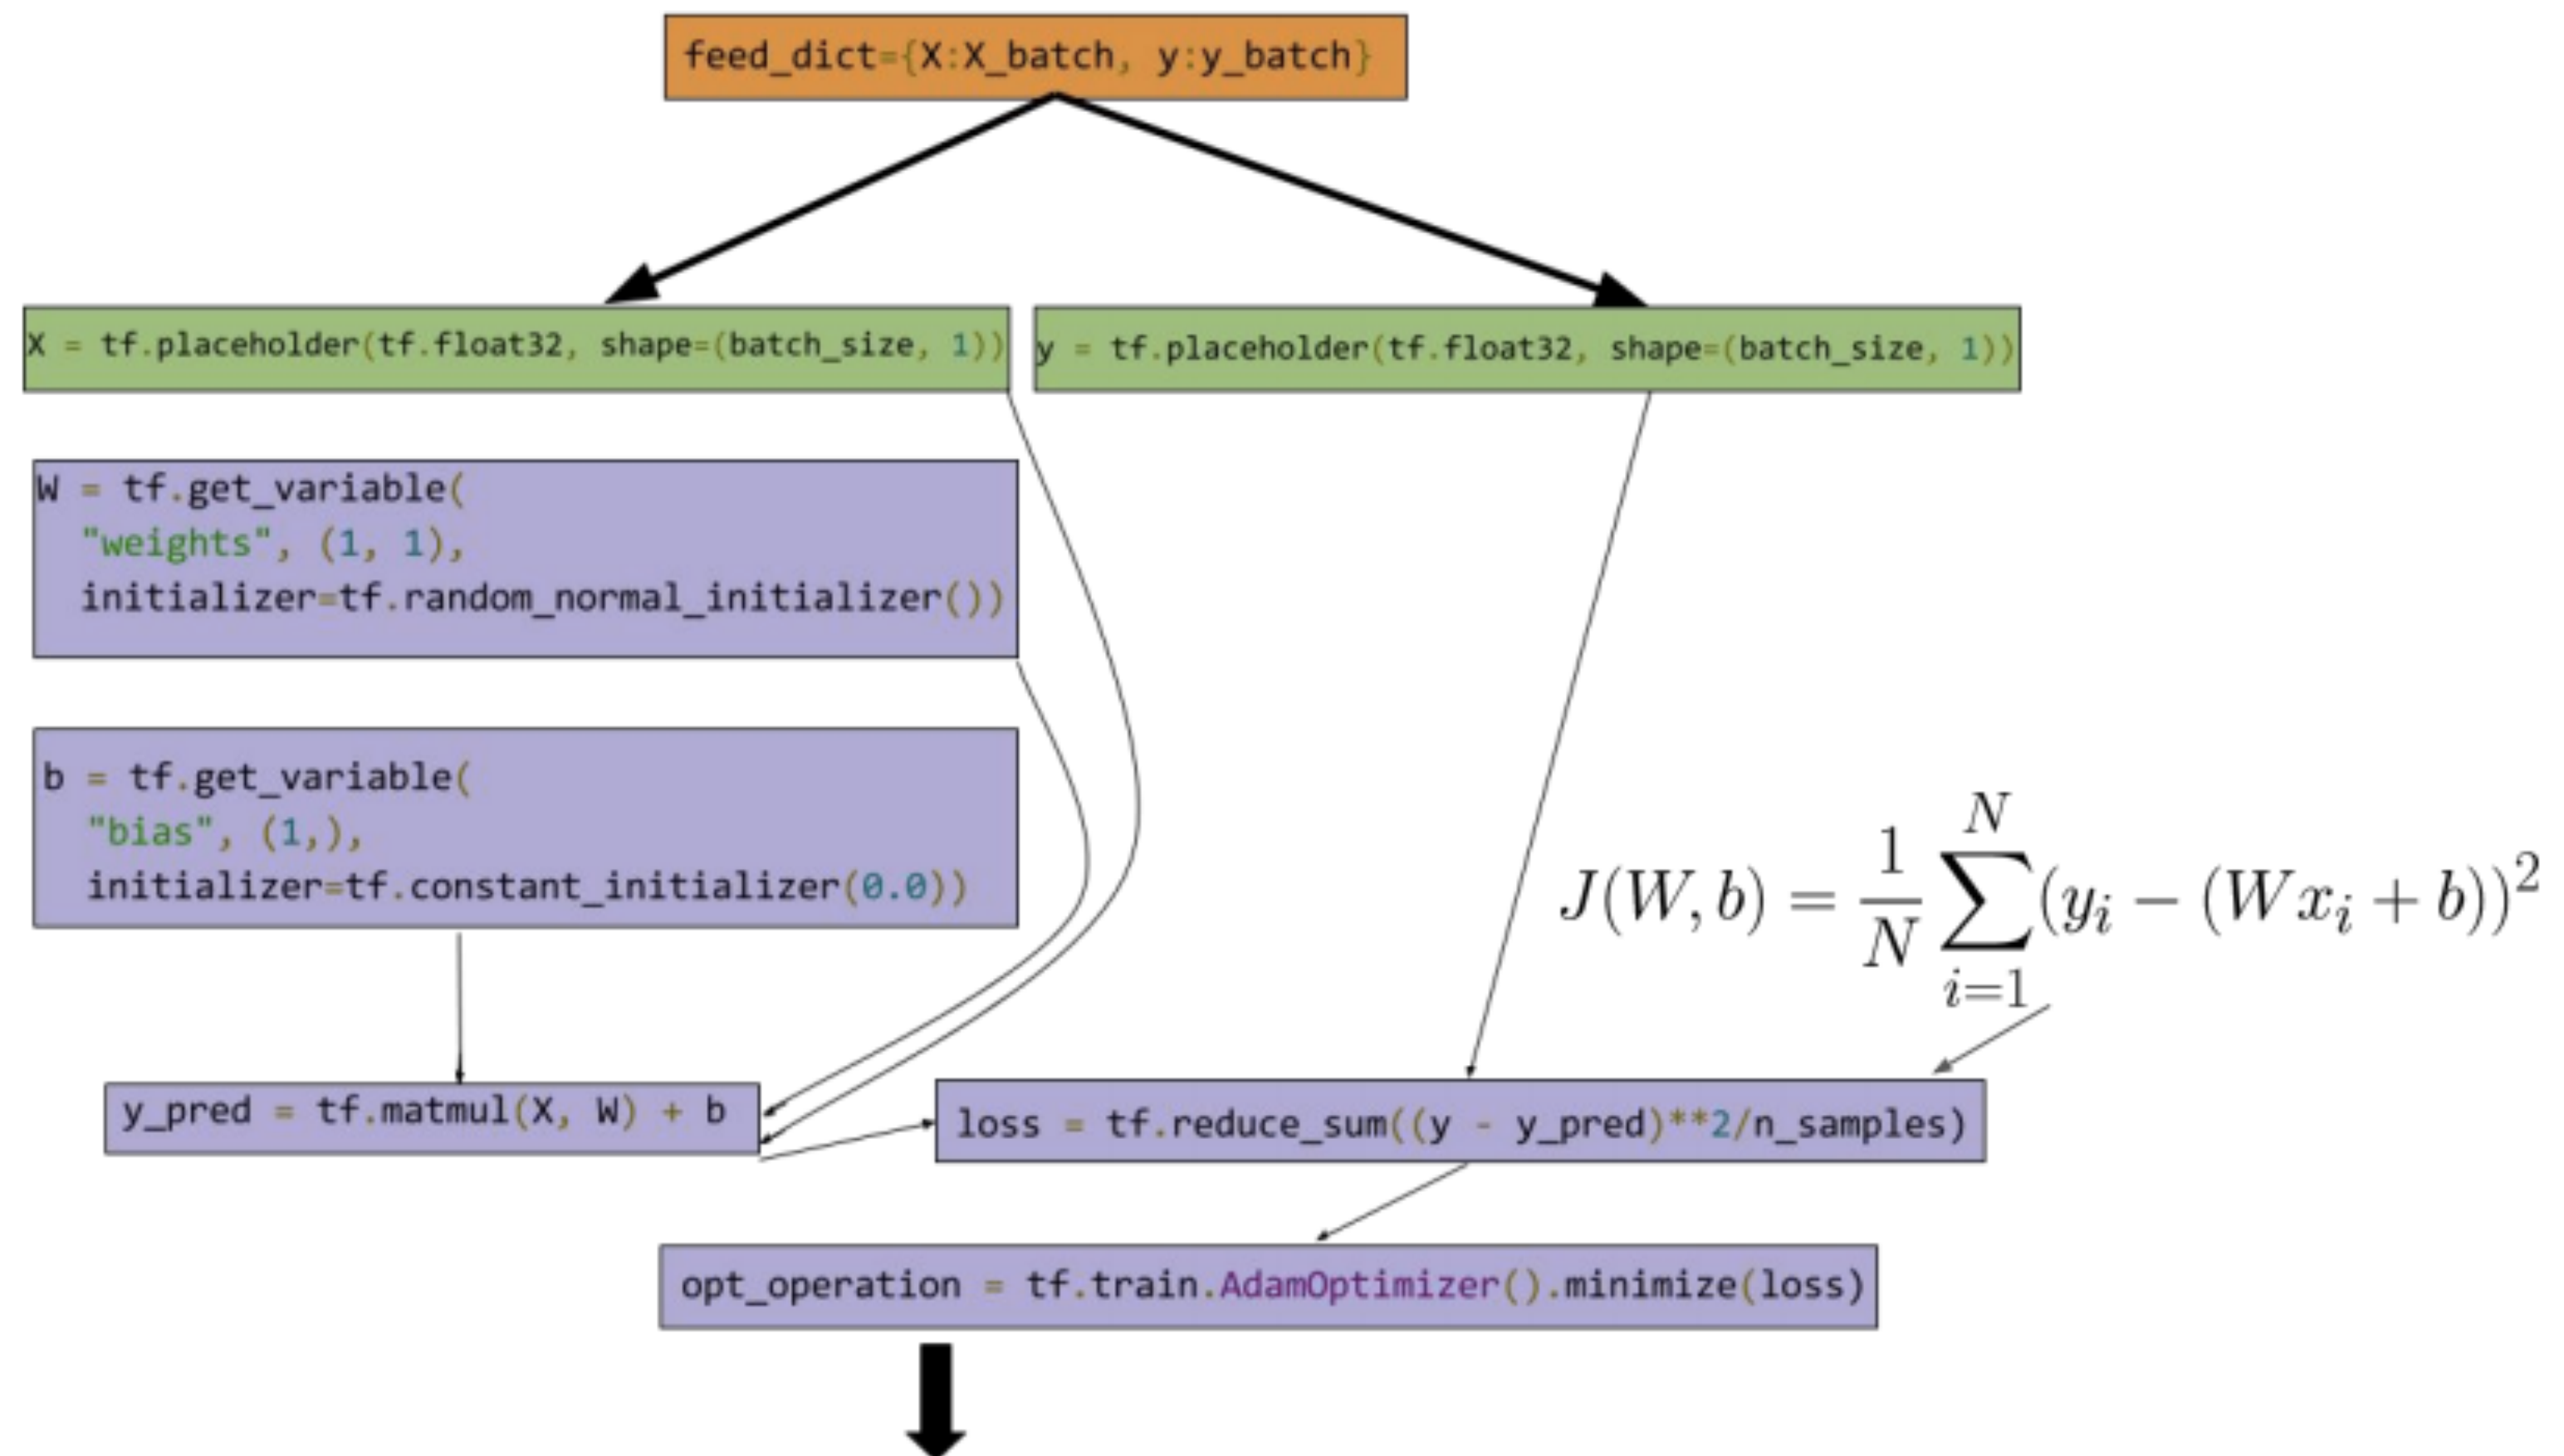 feed_dict={X:X_batch, y:y_batch}
X = tf.placeholder(tf.float32, shape=(batch_size, 1))
y = tf.placeholder(tf.float32, shape=(batch_size, 1))
W = tf.get_variable(
"weights", (1, 1),
initializer=tf.random_normal_initializer())
b = tf.get_variable(
"bias", (1,),
initializer=tf.constant_initializer(0.0))
J(W, b) = \frac{1}{N} \sum_{i=1}^{N} (y_i - (Wx_i + b))^2
y_pred = tf.matmul(X, W) + b
loss = tf.reduce_sum((y - y_pred)**2/n_samples)
opt_operation = tf.train.AdamOptimizer().minimize(loss)